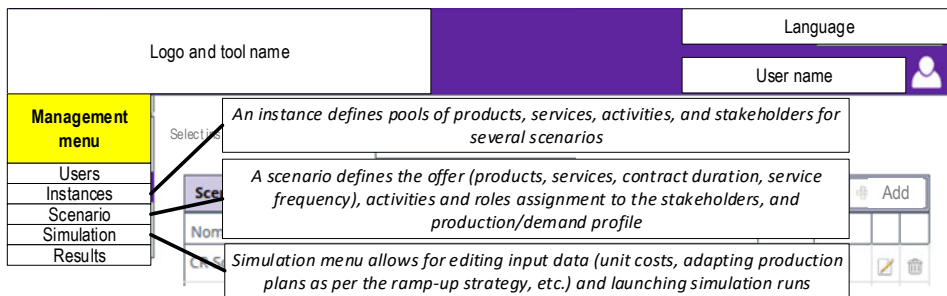 Language
Logo and tool name
User name
Management
menu
An instance defines pools of products, services, activities, and stakeholders for
several scenarios
Users
Instances
Scenario
Simulation
Results
A scenario defines the offer (products, services, contract duration, service
frequency), activities and roles assignment to the stakeholders, and
production/demand profile
Add
Simulation menu allows for editing input data (unit costs, adapting production
plans as per the ramp-up strategy, etc.) and launching simulation runs